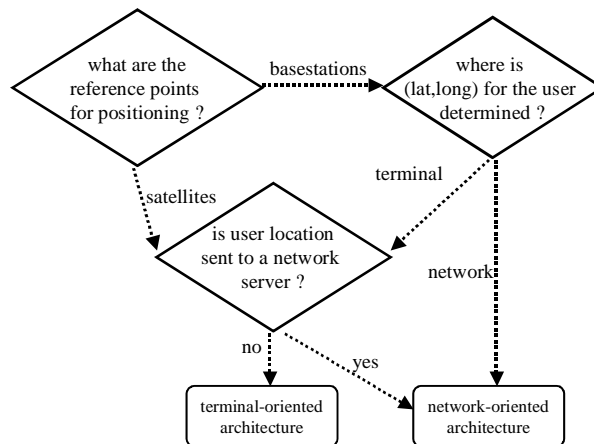 what are the
reference points
for positioning ?
basestations
where is
(lat,long) for the user
determined ?
satellites
terminal
is user location
sent to a network
server ?
network
no
yes
terminal-oriented
architecture
network-oriented
architecture